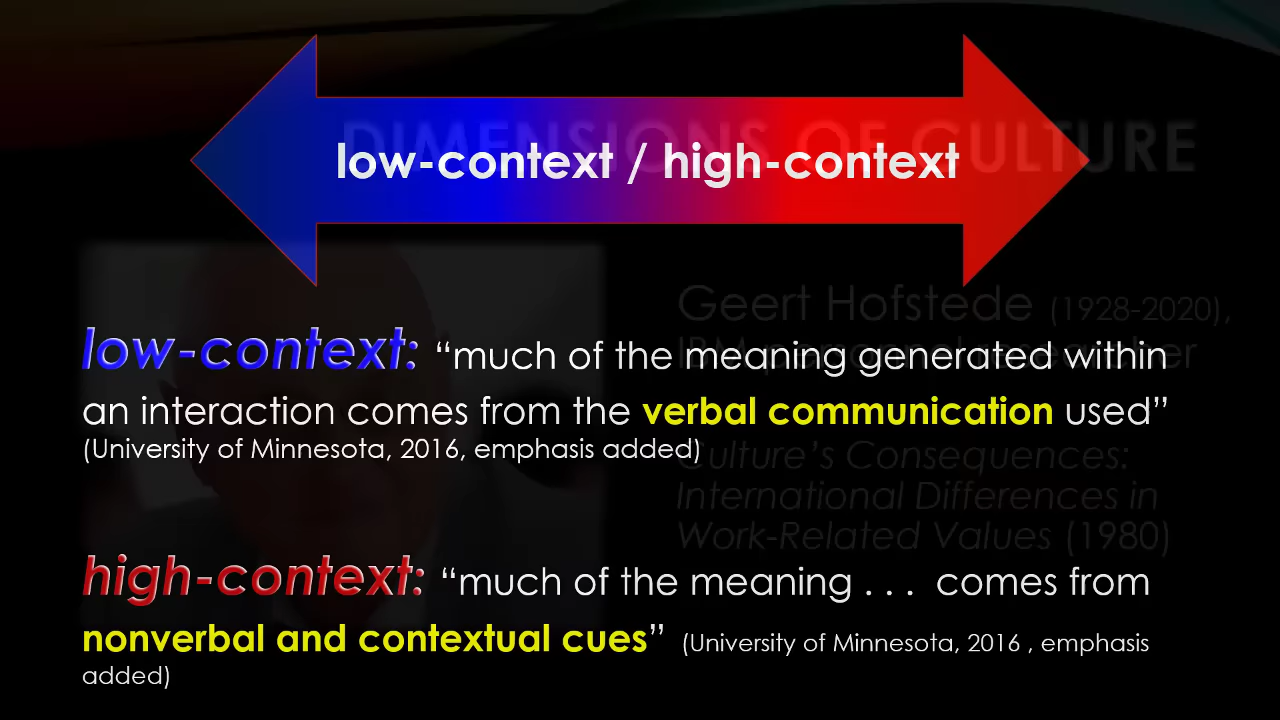 DIMENSIONS OF CULTURE
low-context / high-context
Geert Hofstede (1928-2020),
IBM personnel researcher
low-context: “much of the meaning generated within
an interaction comes from the verbal communication used”
(University of Minnesota, 2016, emphasis added)
Culture’s Consequences:
International Differences in
Work-Related Values (1980)
high-context: “much of the meaning . . . comes from
nonverbal and contextual cues” (University of Minnesota, 2016 , emphasis
added)